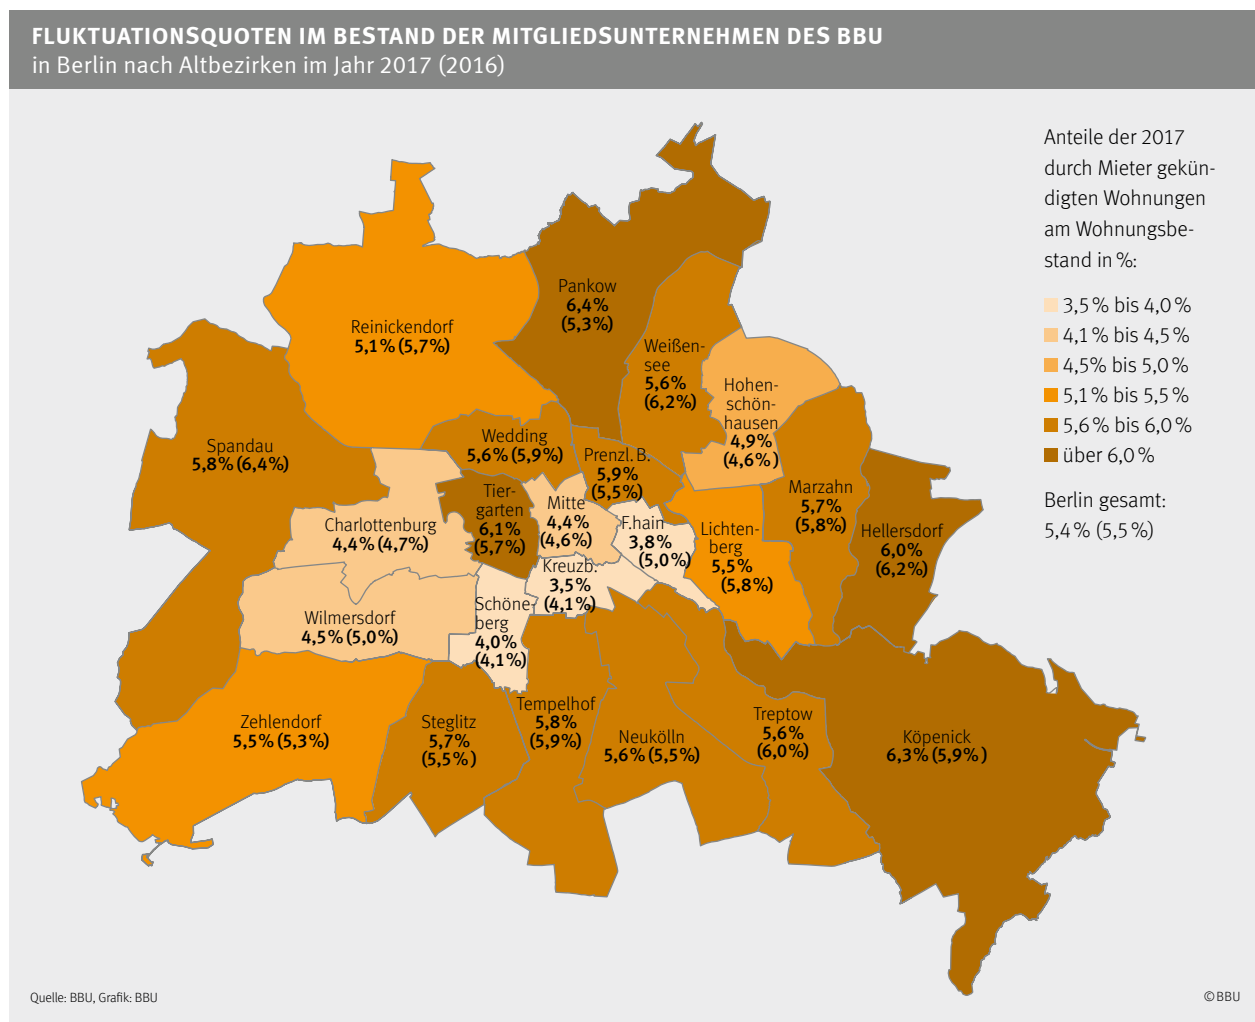 FLUKTUATIONSQUOTEN IM BESTAND DER MITGLIEDSUNTERNEHMEN DES BBU
in Berlin nach Altbezirken im Jahr 2017 (2016)
Anteile der 2017
durch Mieter gekün-
digten Wohnungen
am Wohnungsbe-
stand in %:
3,5 % bis 4,0 %
4,1 % bis 4,5 %
4,5% bis 5,0 %
5,1 % bis 5,5 %
5,6 % bis 6,0 %
über 6,0 %
Berlin gesamt:
5,4 % (5,5 %)
Pankow
6,4%
(5,3%)
Reinickendorf
5,1% (5,7%)
Weißen-
see
5,6%
(6,2%)
Hohen-
schön-
hausen
4,9%
(4,6%)
Spandau
5,8% (6,4%)
Wedding
5,6% (5,9%)
Prenzl. B.
5,9%
(5,5%)
Marzahn
5,7%
(5,8%)
Hellersdorf
6,0%
(6,2%)
Tier-
garten
6,1%
(5,7%)
Mitte
4,4%
(4,6%)
F.hain
3,8%
(5,0%)
Lichten-
berg
5,5%
(5,8%)
Charlottenburg
4,4% (4,7%)
Kreuzb.
3,5%
(4,1%)
Wilmersdorf
4,5% (5,0%)
Schöne-
berg
4,0%
(4,1%)
Zehlendorf
5,5% (5,3%)
Steglitz
5,7%
(5,5%)
Tempelhof
5,8%
(5,9%)
Neukölln
5,6% (5,5%)
Treptow
5,6%
(6,0%)
Köpenick
6,3% (5,9%)
Quelle: BBU, Grafik: BBU
© BBU